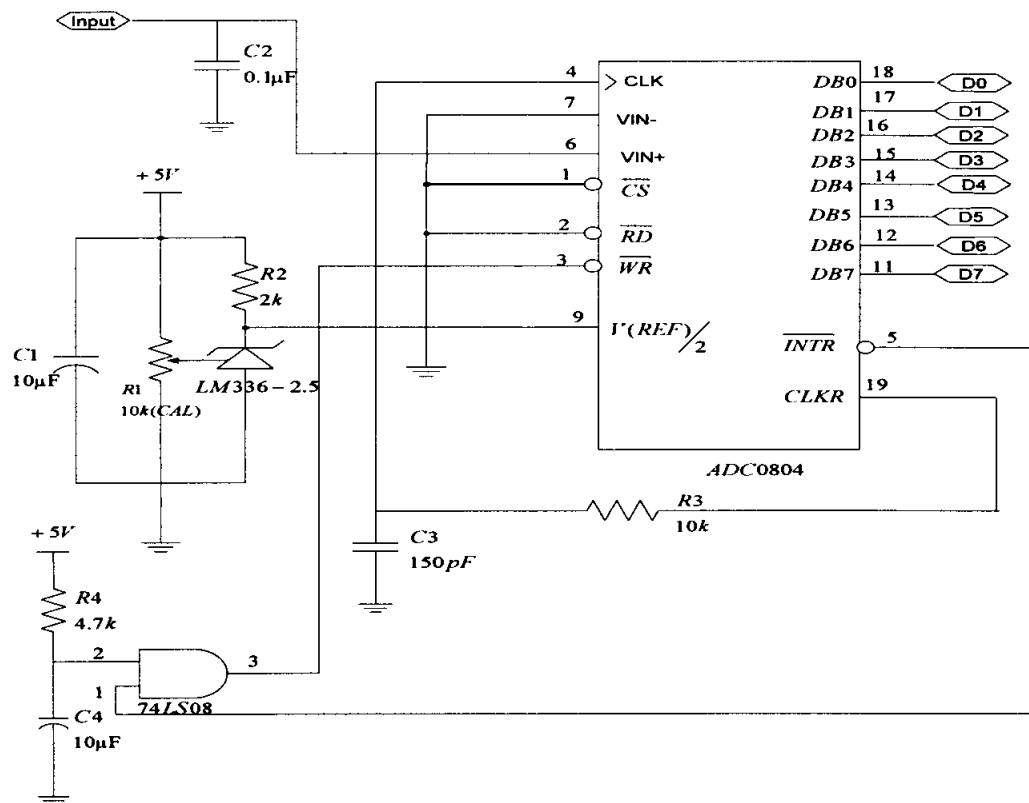 Input
C2
0.1µF
+5V
R2
2k
C1
10µF
R1
10k(CAL)
LM336-2.5
4
7
6
1
2
3
9
CLK
VIN-
VIN+
CS
RD
WR
V(REF)/2
DB0
DB1
DB2
DB3
DB4
DB5
DB6
DB7
INTR
CLKR
18
17
16
15
14
13
12
11
5
19
D0
D1
D2
D3
D4
D5
D6
D7
ADC0804
R3
10k
C3
150pF
+5V
R4
4.7k
2
1
3
74LS08
C4
10µF